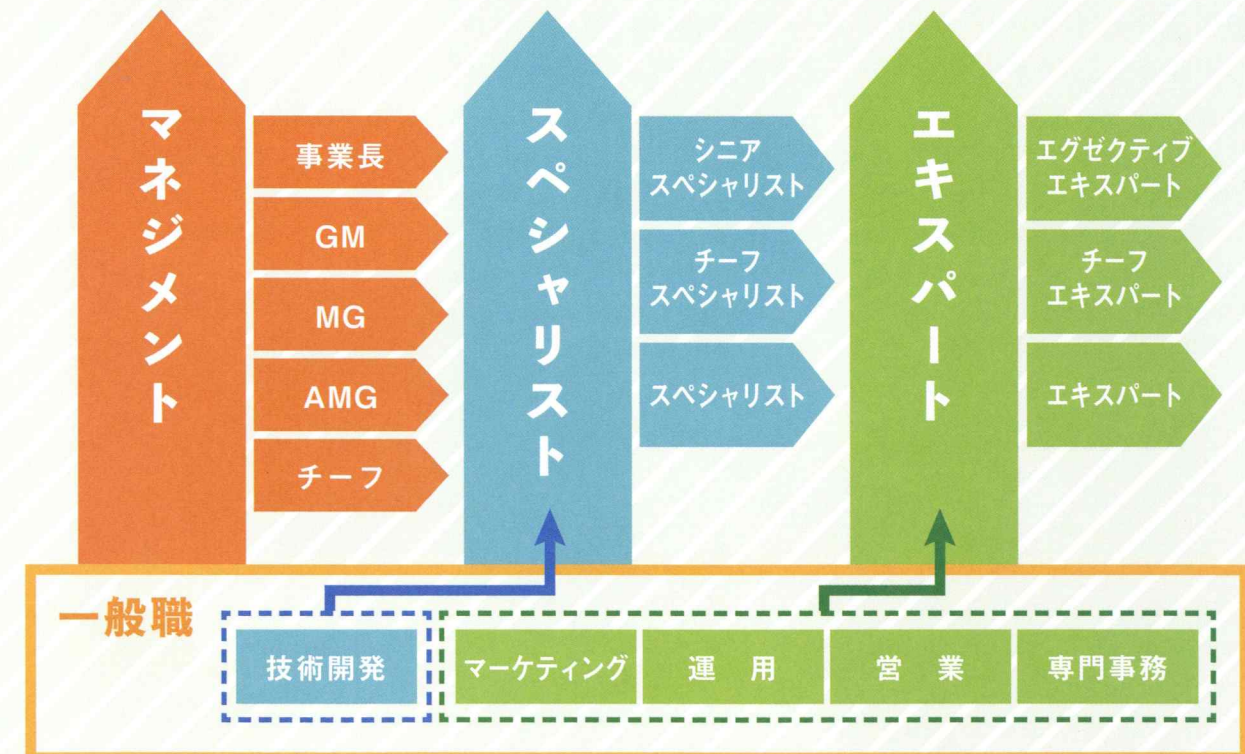 マネジメント
事業長
GM
MG
AMG
チーフ
スペシャリスト
シニア
スペシャリスト
チーフ
スペシャリスト
スペシャリスト
エキスパート
エグゼクティブ
エキスパート
チーフ
エキスパート
エキスパート
一般職
技術開発
マーケティング
運　用
営　業
専門事務